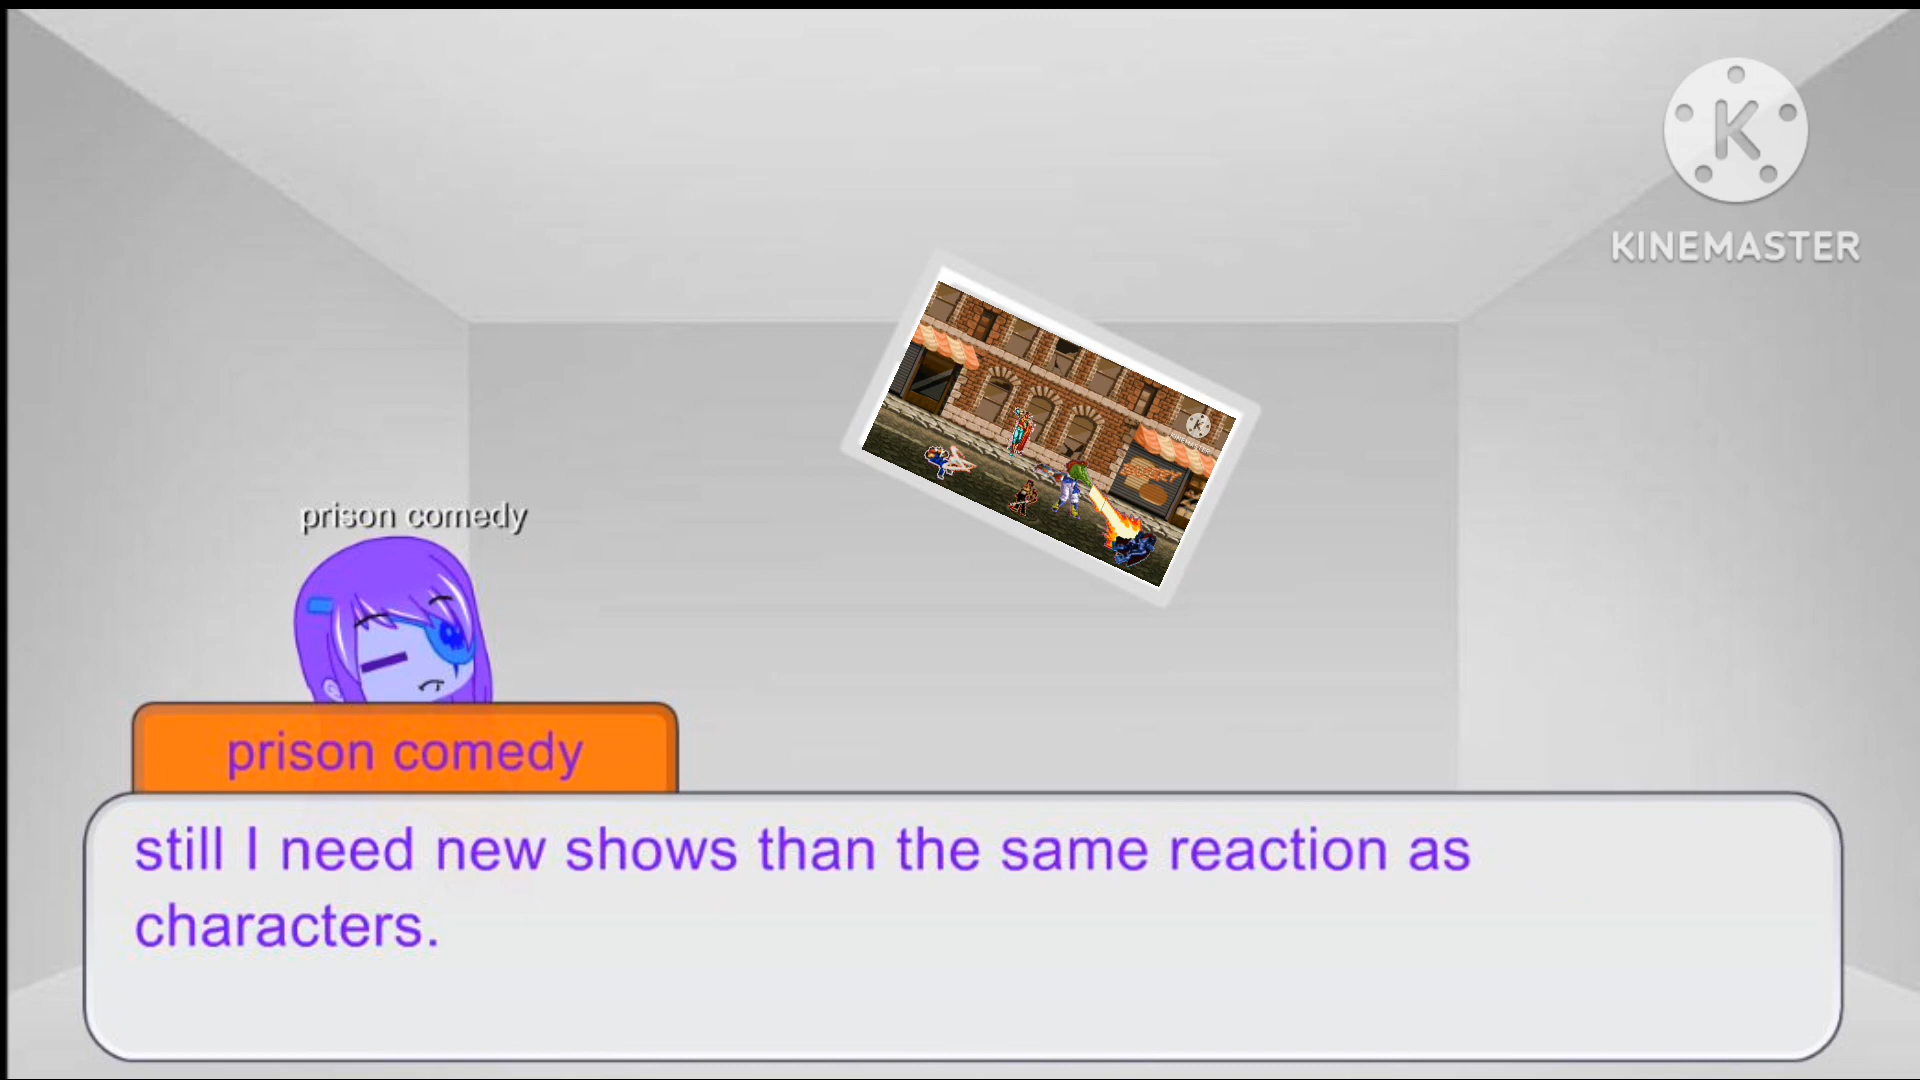 K
KINEMASTER
prison comedy
prison comedy
still I need new shows than the same reaction as
characters.